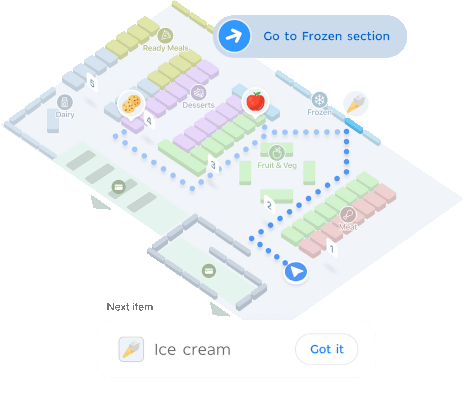 Go to Frozen section
Ready Meals
5
Desserts
Dairy
Frozen
4
3
Fruit & Veg
2
Meat
1
Next item
Ice cream
Got it